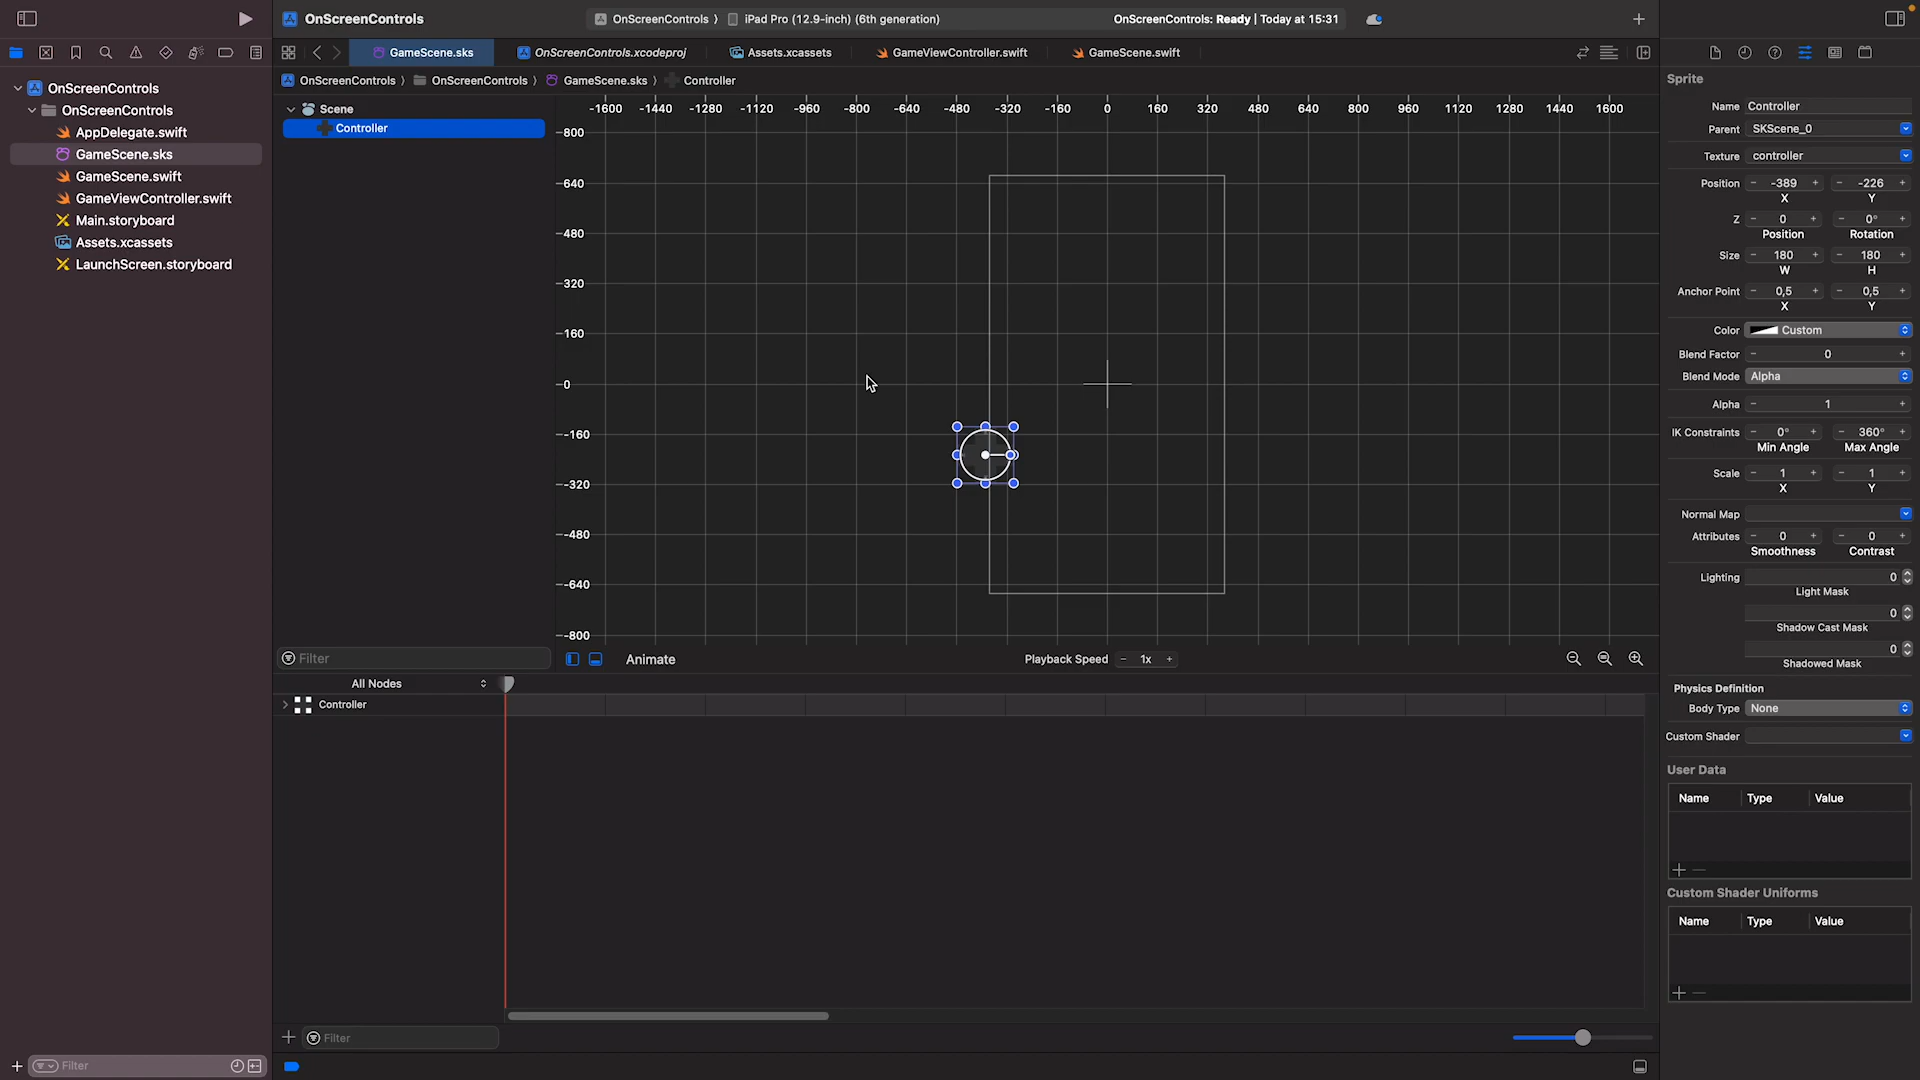 OnScreenControls
OnScreenControls 〉 iPad Pro (12.9-inch) (6th generation)
OnScreenControls: Ready | Today at 15:31
GameScene.sks
OnScreenControls.xcodeproj
Assets.xcassets
GameViewController.swift
GameScene.swift
OnScreenControls 〉 OnScreenControls 〉 GameScene.sks 〉 Controller
OnScreenControls
OnScreenControls
AppDelegate.swift
GameScene.sks
GameScene.swift
GameViewController.swift
Main.storyboard
Assets.xcassets
LaunchScreen.storyboard
Filter
Scene
Controller
Filter
-1600 -1440 -1280 -1120 -960 -800 -640 -480 -320 -160 0 160 320 480 640 800 960 1120 1280 1440 1600
800
640
480
320
160
0
-160
-320
-480
-640
-800
Animate
Playback Speed − 1x +
All Nodes
Controller
Filter
Sprite
Name Controller
Parent SKScene_0
Texture controller
Position − -389 + − -226 +
X Y
Z − 0 + − 0° +
Position Rotation
Size − 180 + − 180 +
W H
Anchor Point − 0,5 + − 0,5 +
X Y
Color Custom
Blend Factor − 0 +
Blend Mode Alpha
Alpha − 1 +
IK Constraints − 0° + − 360° +
Min Angle Max Angle
Scale − 1 + − 1 +
X Y
Normal Map
Attributes − 0 + − 0 +
Smoothness Contrast
Lighting 0
Light Mask
0
Shadow Cast Mask
0
Shadowed Mask
Physics Definition
Body Type None
Custom Shader
User Data
Name Type Value
Custom Shader Uniforms
Name Type Value